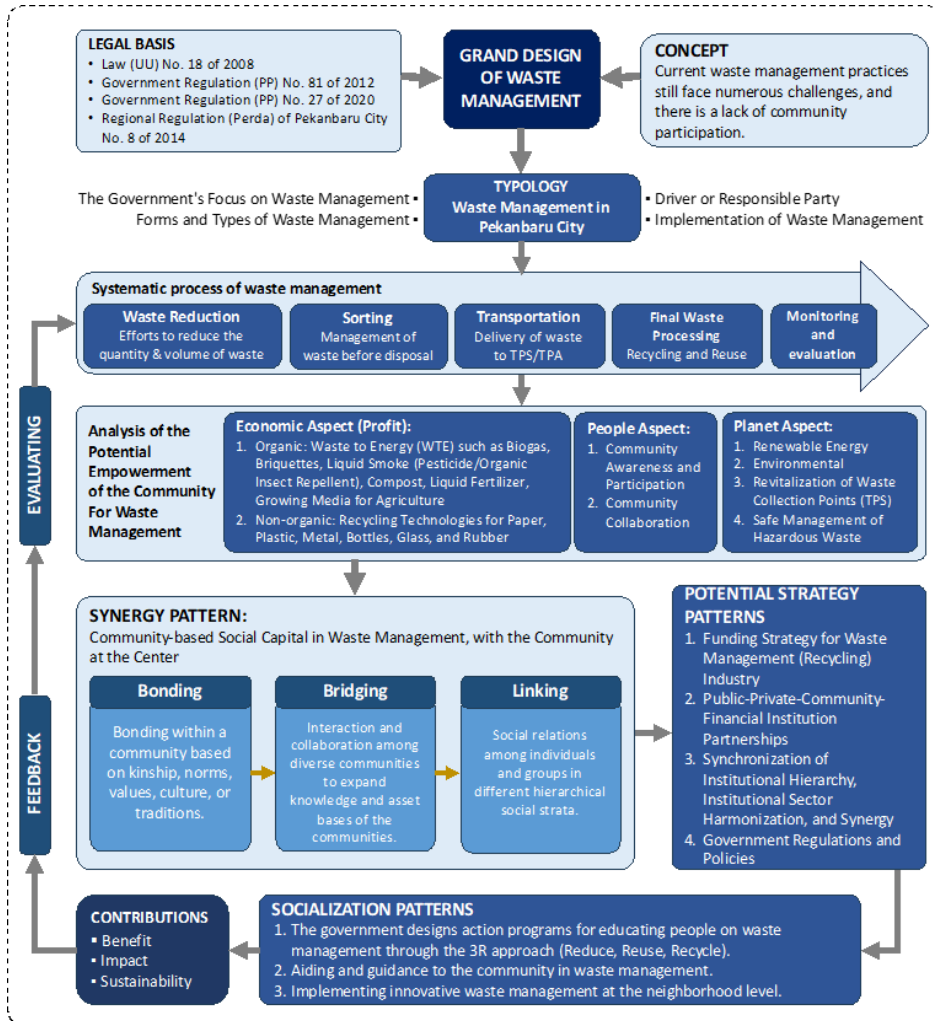 LEGAL BASIS
• Law (UU) No. 18 of 2008
• Government Regulation (PP) No. 81 of 2012
• Government Regulation (PP) No. 27 of 2020
• Regional Regulation (Perda) of Pekanbaru City
No. 8 of 2014
GRAND DESIGN
OF WASTE
MANAGEMENT
CONCEPT
Current waste management practices
still face numerous challenges, and
there is a lack of community
participation.
The Government's Focus on Waste Management ▪
Forms and Types of Waste Management ▪
TYPOLOGY
Waste Management in
Pekanbaru City
▪ Driver or Responsible Party
▪ Implementation of Waste Management
Systematic process of waste management
Waste Reduction
Efforts to reduce the
quantity & volume of waste
Sorting
Management of
waste before disposal
Transportation
Delivery of waste
to TPS/TPA
Final Waste
Processing
Recycling and Reuse
Monitoring
and
evaluation
Analysis of the
Potential
Empowement
of the Community
For Waste
Management
Economic Aspect (Profit):
1. Organic: Waste to Energy (WTE) such as Biogas,
Briquettes, Liquid Smoke (Pesticide/Organic
Insect Repellent), Compost, Liquid Fertilizer,
Growing Media for Agriculture
2. Non-organic: Recycling Technologies for Paper,
Plastic, Metal, Bottles, Glass, and Rubber
People Aspect:
1. Community
Awareness and
Participation
2. Community
Collaboration
Planet Aspect:
1. Renewable Energy
2. Environmental
3. Revitalization of Waste
Collection Points (TPS)
4. Safe Management of
Hazardous Waste
EVALUATING
FEEDBACK
SYNERGY PATTERN:
Community-based Social Capital in Waste Management, with the Community
at the Center
Bonding
Bonding within a
community based
on kinship, norms,
values, culture, or
traditions.
Bridging
Interaction and
collaboration among
diverse communities
to expand
knowledge and asset
bases of the
communities.
Linking
Social relations
among individuals
and groups in
different hierarchical
social strata.
POTENTIAL STRATEGY
PATTERNS
1. Funding Strategy for Waste
Management (Recycling)
Industry
2. Public-Private-Community-
Financial Institution
Partnerships
3. Synchronization of
Institutional Hierarchy,
Institutional Sector
Harmonization, and Synergy
4. Government Regulations and
Policies
CONTRIBUTIONS
▪ Benefit
▪ Impact
▪ Sustainability
SOCIALIZATION PATTERNS
1. The government designs action programs for educating people on waste
management through the 3R approach (Reduce, Reuse, Recycle).
2. Aiding and guidance to the community in waste management.
3. Implementing innovative waste management at the neighborhood level.